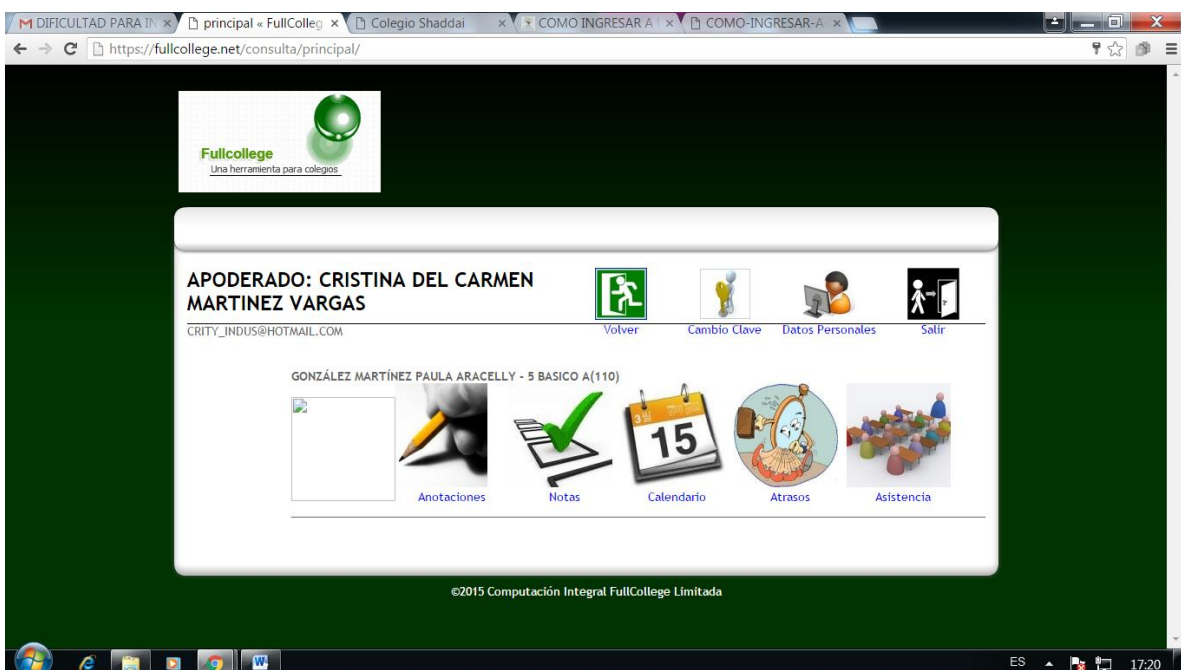 DIFICULTAD PARA IN
principal « FullColleg
Colegio Shaddai
COMO INGRESAR A
COMO-INGRESAR-A
https://fullcollege.net/consulta/principal/
Fullcollege
Una herramienta para colegios
APODERADO: CRISTINA DEL CARMEN
MARTINEZ VARGAS
CRITY_INDUS@HOTMAIL.COM
Volver
Cambio Clave
Datos Personales
Salir
GONZÁLEZ MARTÍNEZ PAULA ARACELLY - 5 BASICO A(110)
15
Anotaciones
Notas
Calendario
Atrasos
Asistencia
©2015 Computación Integral FullCollege Limitada
ES
17:20